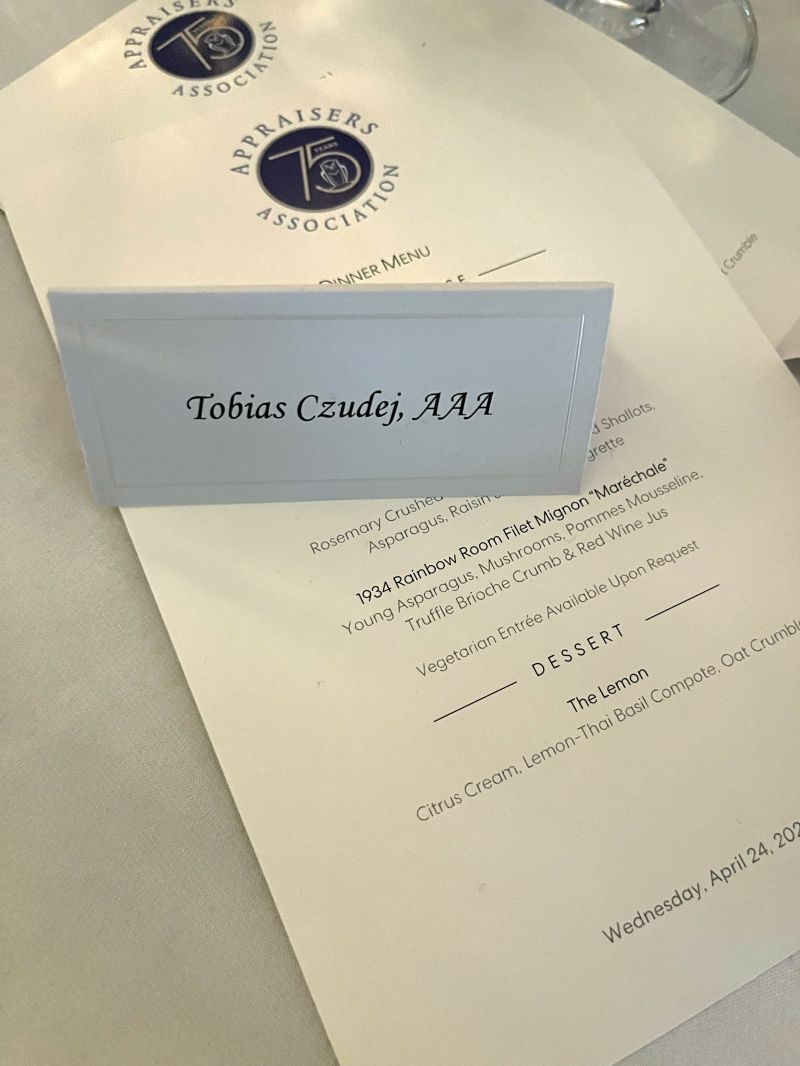 APPRAISERS
75
ASSOCIATION
APPRAISERS
75
YEARS
ASSOCIATION
DINNER MENU
Crumble
Tobias Czudej, AAA
Shallots,
Rosemary Crushed
Asparagus, Raisin
1934 Rainbow Room Filet Mignon “Maréchale”
Young Asparagus, Mushrooms, Pommes Mousseline,
Truffle Brioche Crumb & Red Wine Jus
Vegetarian Entrée Available Upon Request
DESSERT
The Lemon
Citrus Cream, Lemon-Thai Basil Compote, Oat Crumble
Wednesday, April 24, 202